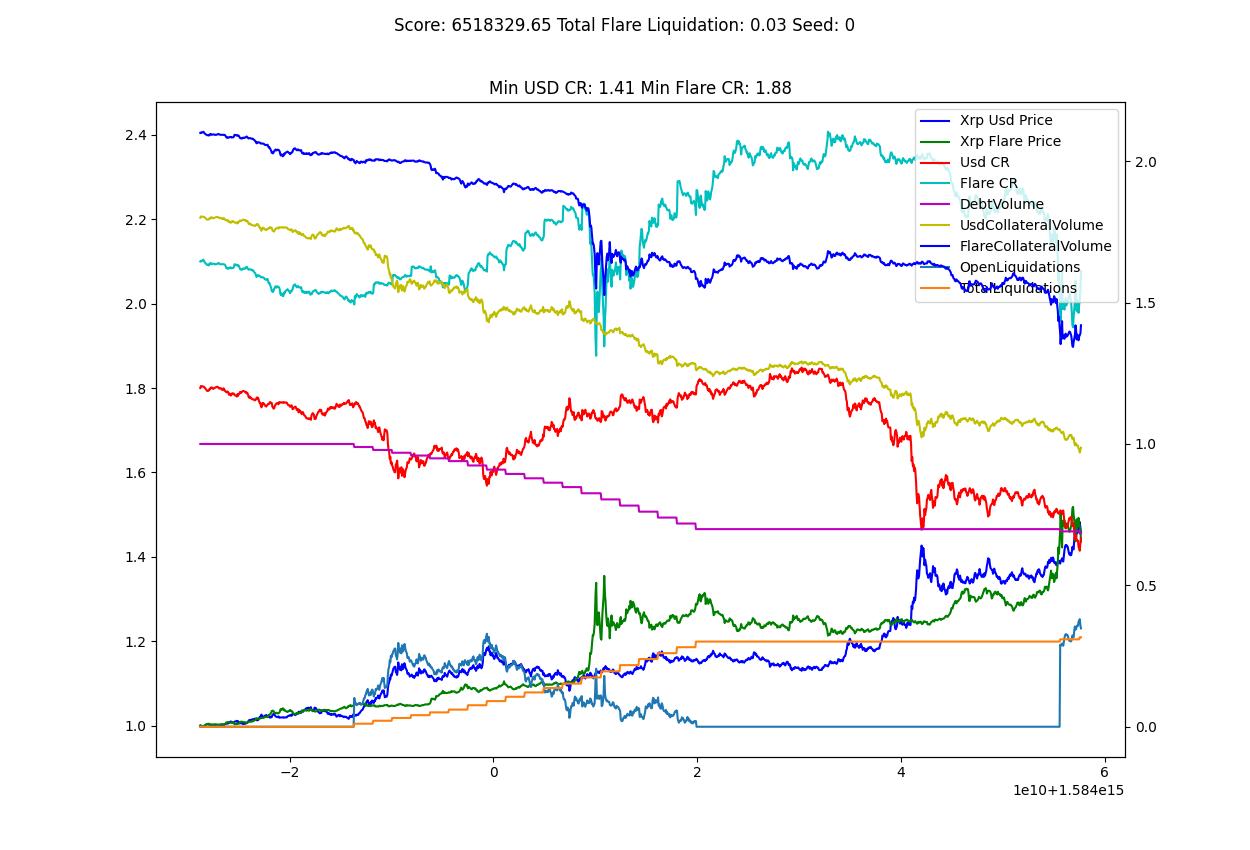 Score: 6518329.65 Total Flare Liquidation: 0.03 Seed: 0
Min USD CR: 1.41 Min Flare CR: 1.88
Xrp Usd Price
Xrp Flare Price
Usd CR
Flare CR
DebtVolume
UsdCollateralVolume
FlareCollateralVolume
OpenLiquidations
TotalLiquidations
2.4
2.2
2.0
1.8
1.6
1.4
1.2
1.0
2.0
1.5
1.0
0.5
0.0
−2
0
2
4
6
1e10+1.584e15